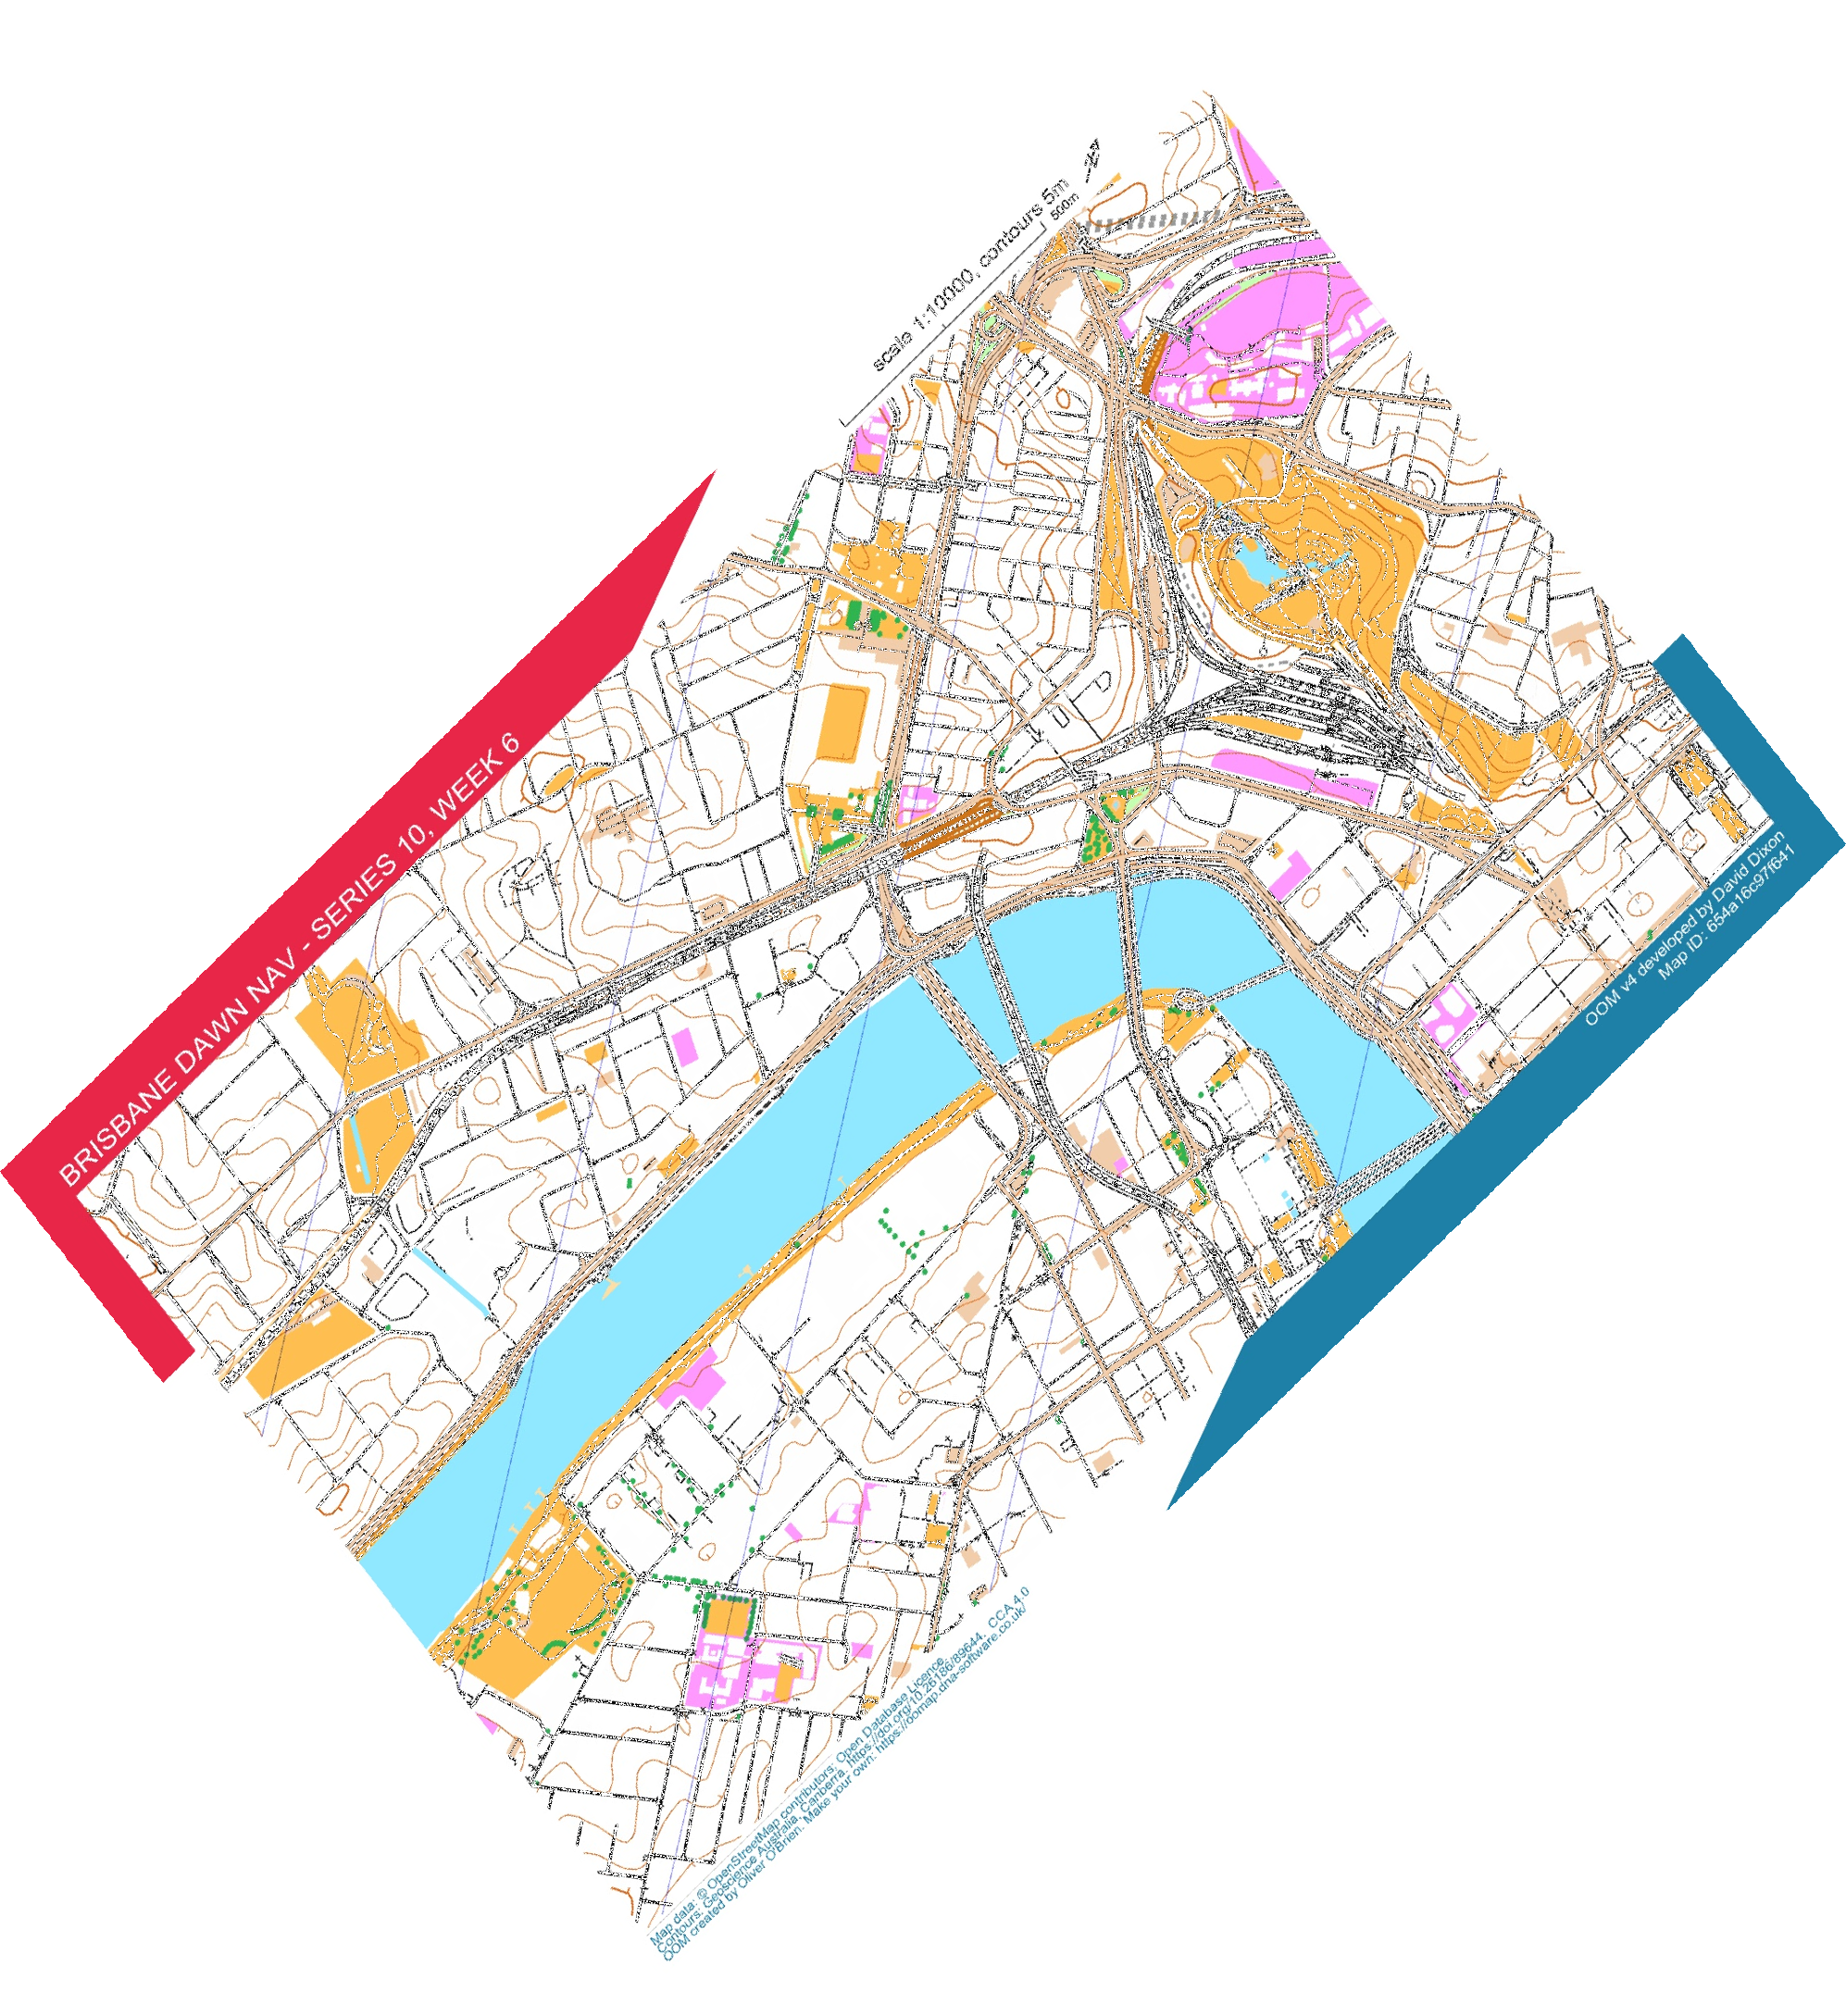 scale 1:10000, contours 5m
500m
BRISBANE DAWN NAV - SERIES 10, WEEK 6
OOM v4 developed by David Dixon
Map ID: 654a16c97f641
Map data: © OpenStreetMap contributors: Open Database Licence.
Contours: Geoscience Australia, Canberra. https://doi.org/10.26186/89644. CCA 4.0
OOM created by Oliver O'Brien. Make your own: https://oomap.dna-software.co.uk/